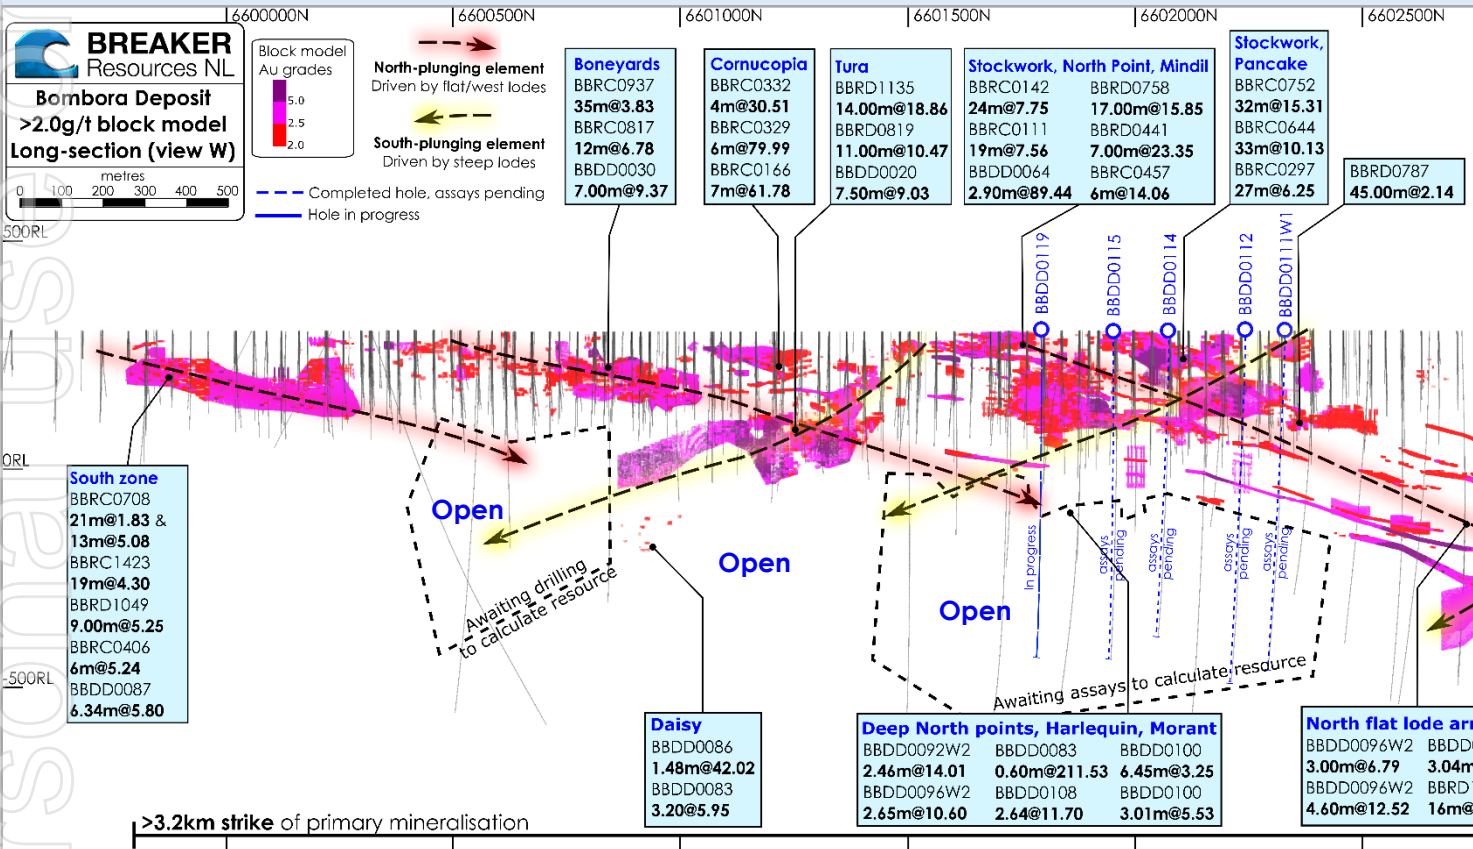 6600000N
6600500N
6601000N
6601500N
6602000N
6602500N
BREAKER
Resources NL
Bombora Deposit
>2.0g/t block model
Long-section (view W)
metres
0 100 200 300 400 500
Block model
Au grades
5.0
2.5
2.0
North-plunging element
Driven by flat/west lodes
South-plunging element
Driven by steep lodes
Completed hole, assays pending
Hole in progress
Boneyards
BBRC0937
35m@3.83
BBRC0817
12m@6.78
BBDD0030
7.00m@9.37
Cornucopia
BBRC0332
4m@30.51
BBRC0329
6m@79.99
BBRC0166
7m@61.78
Tura
BBRD1135
14.00m@18.86
BBRD0819
11.00m@10.47
BBDD0020
7.50m@9.03
Stockwork, North Point, Mindil
BBRC0142 BBRD0758
24m@7.75 17.00m@15.85
BBRC0111 BBRD0441
19m@7.56 7.00m@23.35
BBDD0064 BBRC0457
2.90m@89.44 6m@14.06
Stockwork,
Pancake
BBRC0752
32m@15.31
BBRC0644
33m@10.13
BBRC0297
27m@6.25
BBRD0787
45.00m@2.14
500RL
0RL
-500RL
BBDD0119
BBDD0115
BBDD0114
BBDD0112
BBDD0111W1
South zone
BBRC0708
21m@1.83 &
13m@5.08
BBRC1423
19m@4.30
BBRD1049
9.00m@5.25
BBRC0406
6m@5.24
BBDD0087
6.34m@5.80
Open
Open
Open
Awaiting drilling
to calculate resource
In progress
assays
pending
assays
pending
assays
pending
assays
pending
Awaiting assays to calculate resource
Daisy
BBDD0086
1.48m@42.02
BBDD0083
3.20@5.95
Deep North points, Harlequin, Morant
BBDD0092W2 BBDD0083 BBDD0100
2.46m@14.01 0.60m@211.53 6.45m@3.25
BBDD0096W2 BBDD0108 BBDD0100
2.65m@10.60 2.64@11.70 3.01m@5.53
North flat lode arr
BBDD0096W2 BBDD
3.00m@6.79 3.04m
BBDD0096W2 BBRD
4.60m@12.52 16m@
>3.2km strike of primary mineralisation
rsonal use o